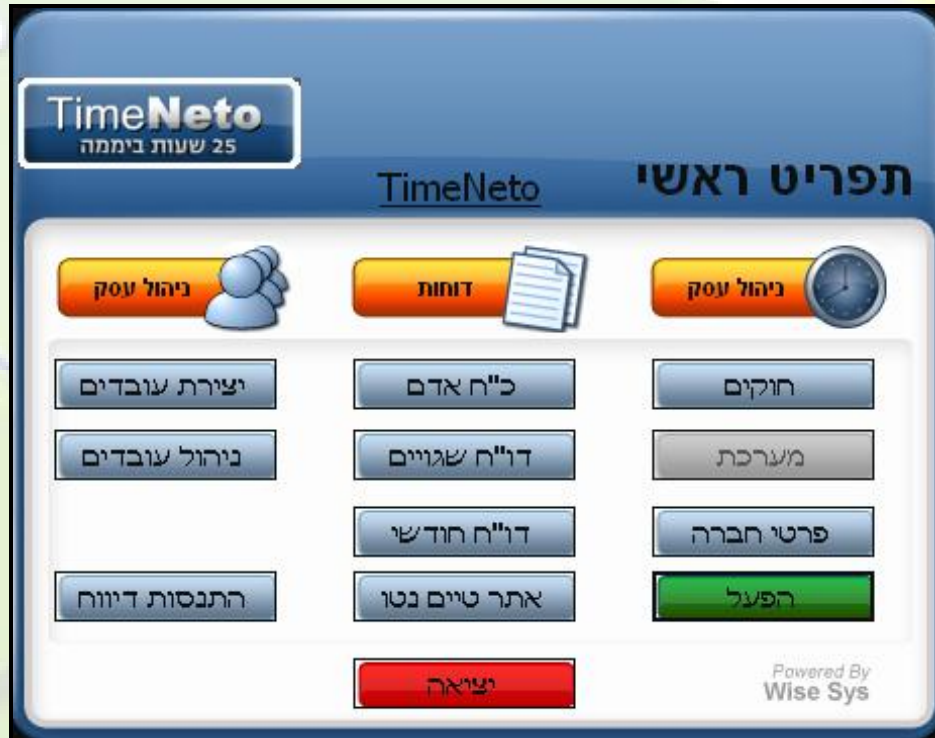 TimeNeto
25 שעות ביממה
תפריט ראשי
TimeNeto
ניהול עסק
דוחות
ניהול עסק
חוקים
כ"ח אדם
יצירת עובדים
מערכת
דו"ח שגויים
ניהול עובדים
פרטי חברה
דו"ח חודשי
הפעל
אתר טיים נטו
התנסות דיווח
יציאה
Powered By
Wise Sys